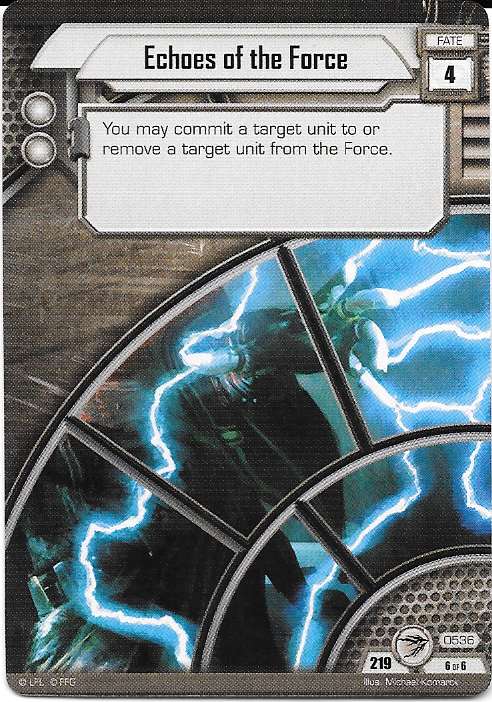 Echoes of the Force
FATE
4
You may commit a target unit to or
remove a target unit from the Force.
0536
219
6 OF 6
© LFL © FFG
Illus. Michael Komarck